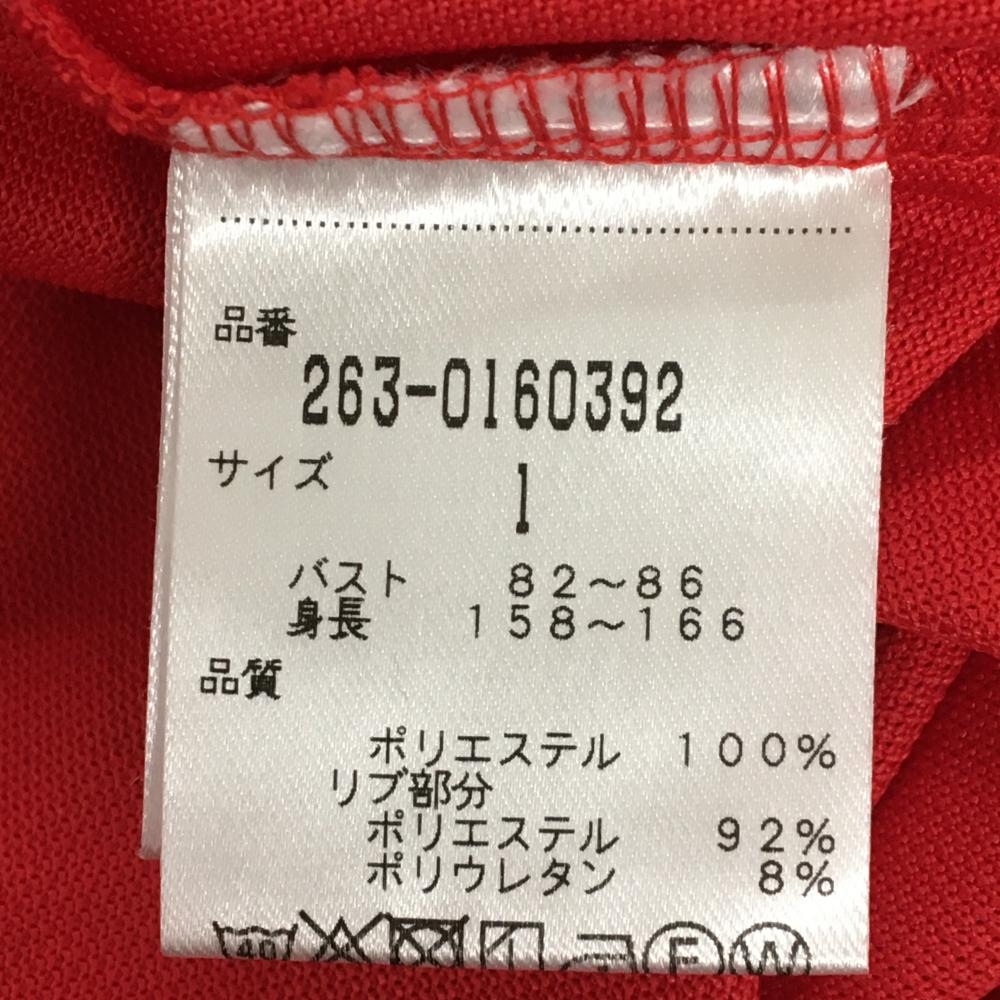 品番
263-0160392
サイズ 1
バスト 82～86
身長 158～166
品質
ポリエステル 100%
リブ部分
ポリエステル 92%
ポリウレタン 8%
40 F W